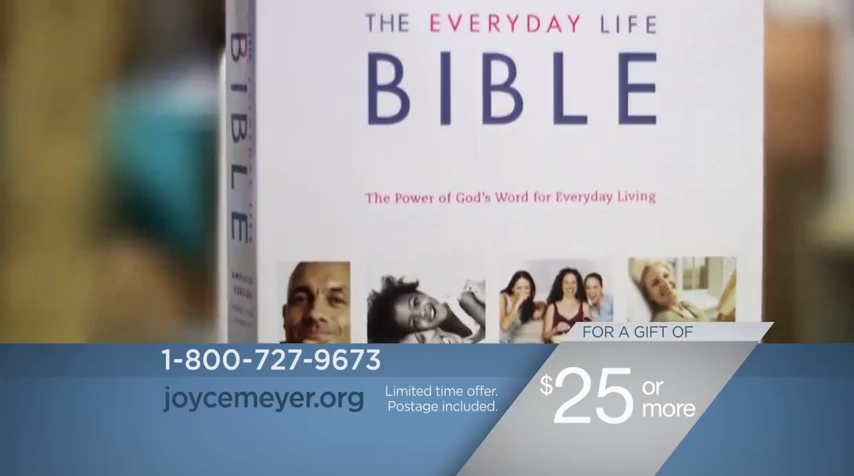 THE EVERYDAY LIFE
BIBLE
BIBLE
The Power of God's Word for Everyday Living
FOR A GIFT OF
1-800-727-9673
joycemeyer.org
Limited time offer.
Postage included.
$25 or more